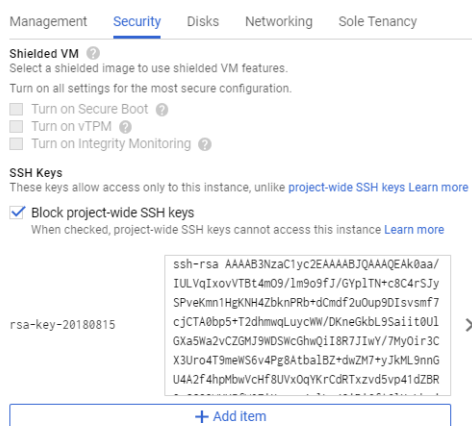 Management Security Disks Networking Sole Tenancy
Shielded VM ?
Select a shielded image to use shielded VM features.
Turn on all settings for the most secure configuration.
Turn on Secure Boot ?
Turn on vTPM ?
Turn on Integrity Monitoring ?
SSH Keys
These keys allow access only to this instance, unlike project-wide SSH keys Learn more
Block project-wide SSH keys
When checked, project-wide SSH keys cannot access this instance Learn more
ssh-rsa AAAAB3NzaC1yc2EAAAABJQAAAQEAk0aa/
IULVqIxovVTBt4mO9/lm9o9fJ/GYplTN+c8C4rSJy
SPveKmn1HgKNH4ZbknPRb+dCmdf2uOup9DIsvsmf7
rsa-key-20180815
cjCTA0bp5+T2dhmwqLuycWW/DKneGkbL9Saiit0Ul
GXa5Wa2vCZGMJ9WDSWcGhwQiI8R7JIwY/7MyOir3C
X3Uro4T9meWS6v4Pg8AtbalBZ+dwZM7+yJkML9nnG
U4A2f4hpMbwVcHf8UVxOqYKrCdRTxzvd5vp41dZBR
+ Add item